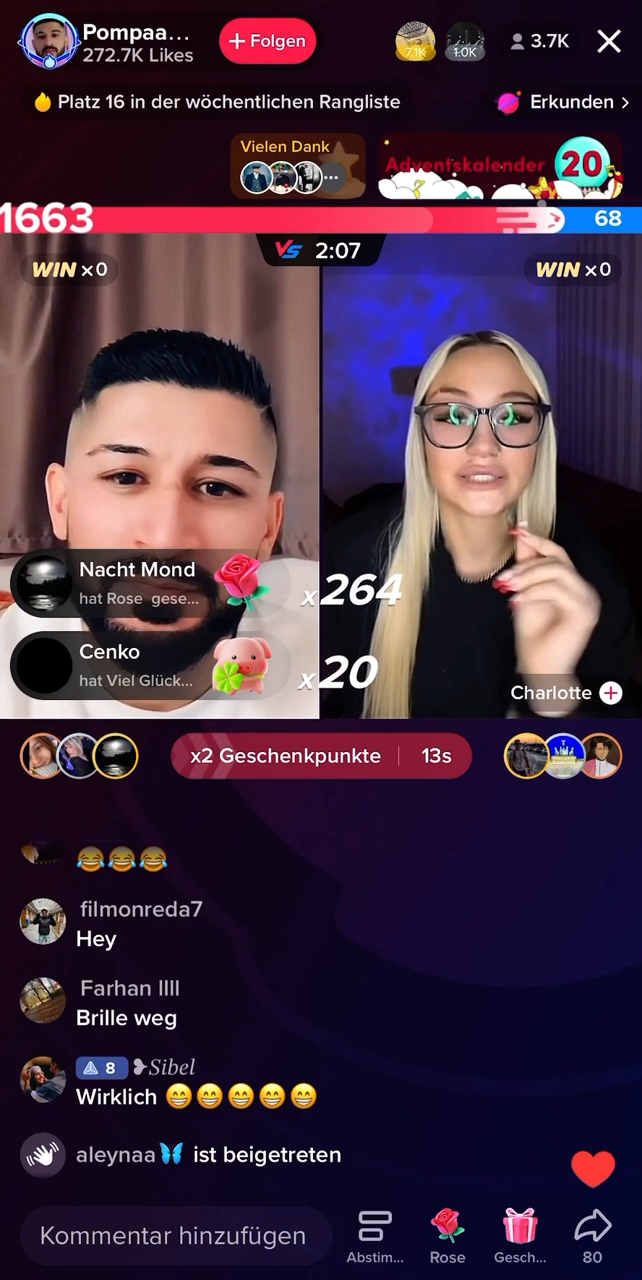 Pompaa...
272.7K Likes
+ Folgen
7.1K
1.0K
3.7K
Platz 16 in der wöchentlichen Rangliste
Erkunden >
Vielen Dank
Adventskalender 20
1663
68
VS 2:07
WIN x0
WIN x0
Nacht Mond
hat Rose gese...
x264
Cenko
hat Viel Glück...
x20
Charlotte
x2 Geschenkpunkte
13s
😂😂😂
filmonreda7
Hey
Farhan IIII
Brille weg
8 ❥Sibel
Wirklich 😁😁😁😁😁
aleynaa🦋 ist beigetreten
Kommentar hinzufügen
Abstim...
Rose
Gesch...
80